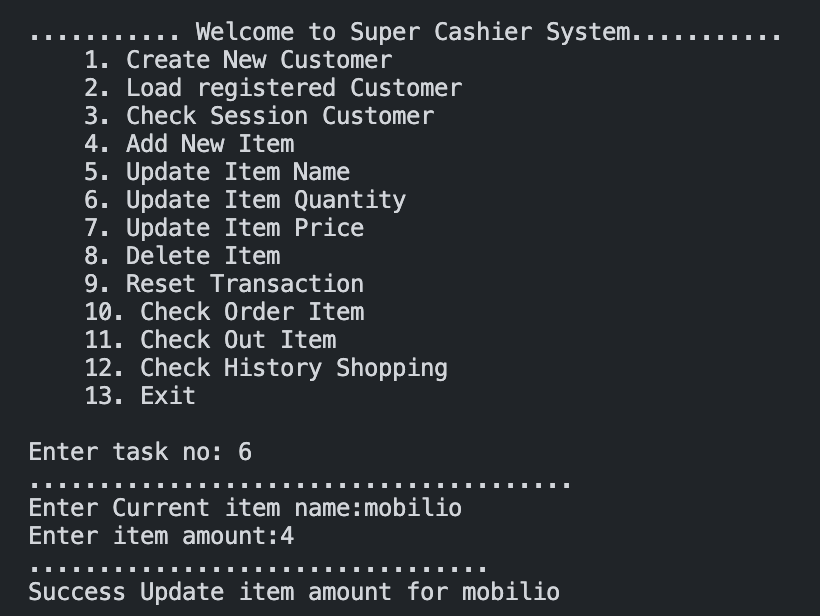 ........... Welcome to Super Cashier System...........
1. Create New Customer
2. Load registered Customer
3. Check Session Customer
4. Add New Item
5. Update Item Name
6. Update Item Quantity
7. Update Item Price
8. Delete Item
9. Reset Transaction
10. Check Order Item
11. Check Out Item
12. Check History Shopping
13. Exit
Enter task no: 6
.......................................
Enter Current item name:mobilio
Enter item amount:4
.................................
Success Update item amount for mobilio